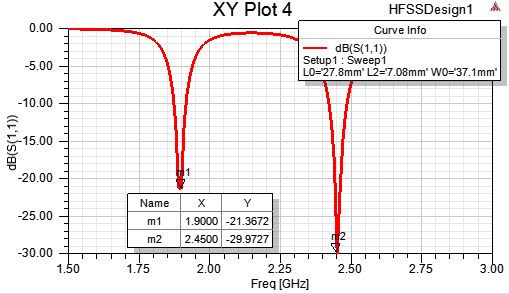 XY Plot 4
HFSSDesign1
Curve Info
dB(S(1,1))
Setup1 : Sweep1
L0='27.8mm' L2='7.08mm' W0='37.1mm'
0.00
-5.00
-10.00
-15.00
-20.00
-25.00
-30.00
dB(S(1,1))
m1
m2
Name X Y
m1 1.9000 -21.3672
m2 2.4500 -29.9727
1.50 1.75 2.00 2.25 2.50 2.75 3.00
Freq [GHz]